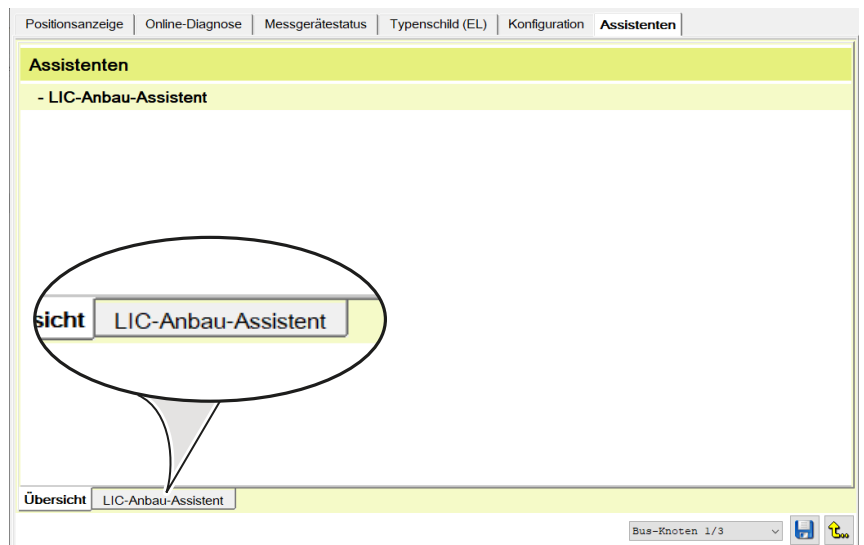 Positionsanzeige Online-Diagnose Messgerätestatus Typenschild (EL) Konfiguration Assistenten
Assistenten
- LIC-Anbau-Assistent
sicht LIC-Anbau-Assistent
Übersicht LIC-Anbau-Assistent
Bus-Knoten 1/3